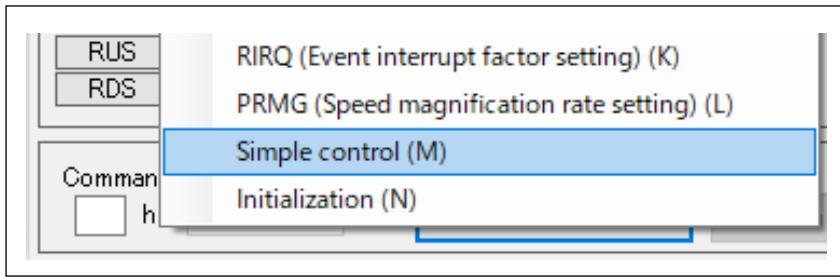 RUS
RDS
RIRQ (Event interrupt factor setting) (K)
PRMG (Speed magnification rate setting) (L)
Simple control (M)
Initialization (N)
Comman
h